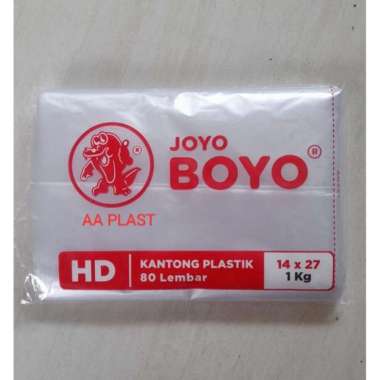 JOYO
BOYO®
®
AA PLAST
HD
KANTONG PLASTIK
80 Lembar
14 x 27
1 Kg